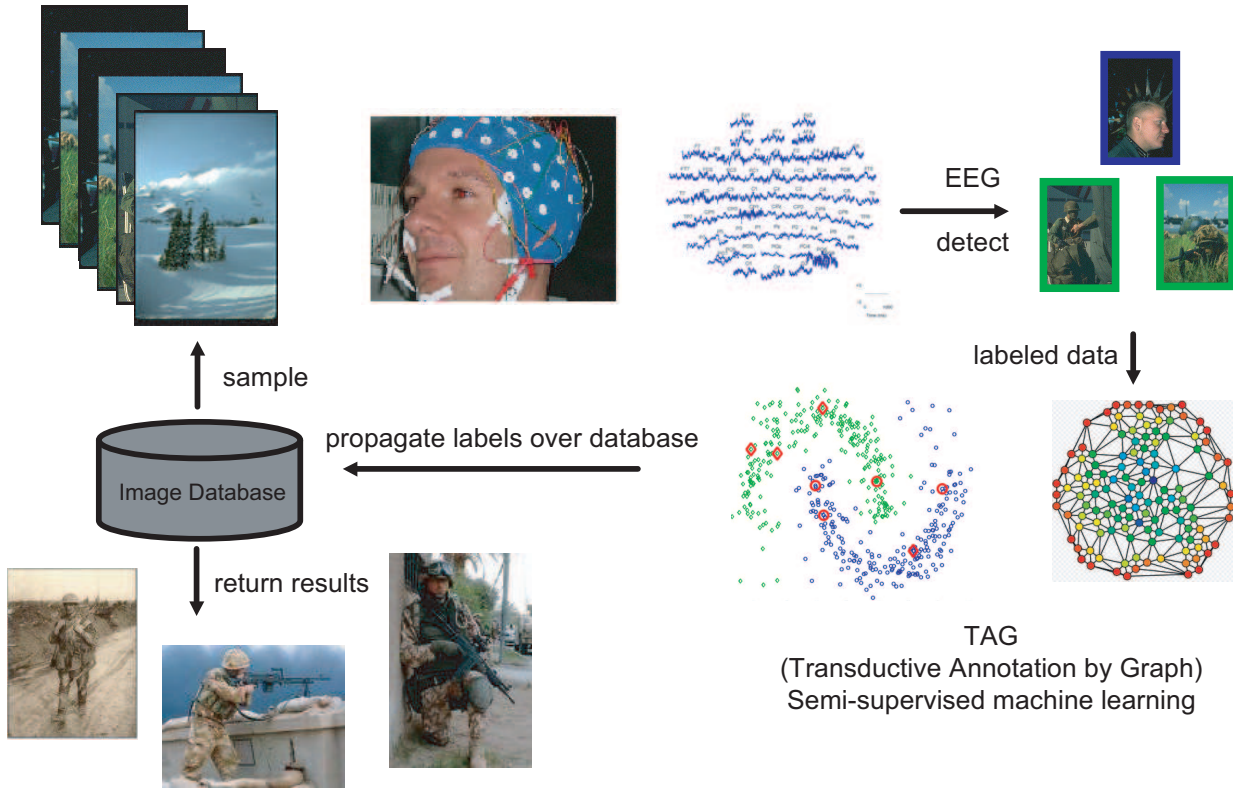 EEG
detect
labeled data
sample
propagate labels over database
Image Database
return results
TAG
(Transductive Annotation by Graph)
Semi-supervised machine learning